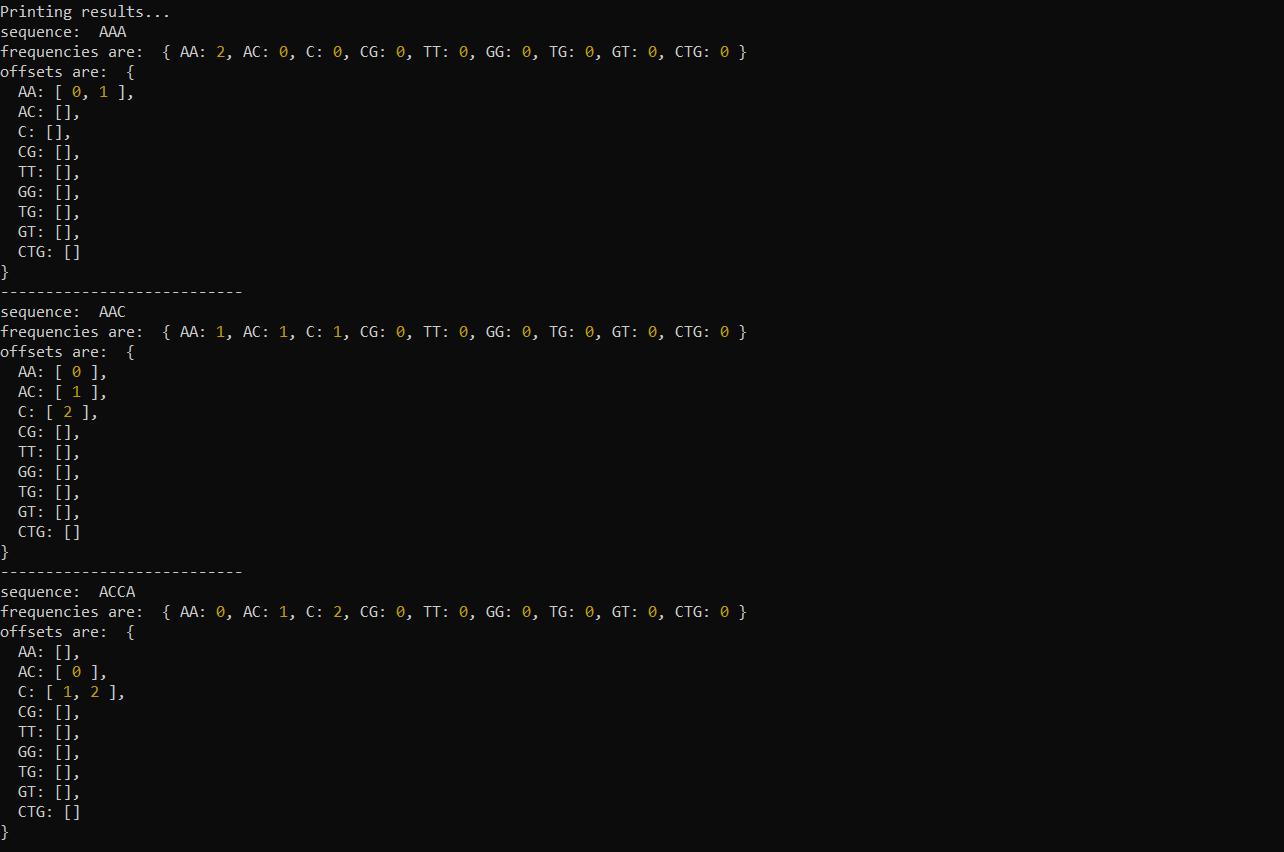 Printing results...
sequence:  AAA
frequencies are:  { AA: 2, AC: 0, C: 0, CG: 0, TT: 0, GG: 0, TG: 0, GT: 0, CTG: 0 }
offsets are:  {
  AA: [ 0, 1 ],
  AC: [],
  C: [],
  CG: [],
  TT: [],
  GG: [],
  TG: [],
  GT: [],
  CTG: []
}
---------------------------
sequence:  AAC
frequencies are:  { AA: 1, AC: 1, C: 1, CG: 0, TT: 0, GG: 0, TG: 0, GT: 0, CTG: 0 }
offsets are:  {
  AA: [ 0 ],
  AC: [ 1 ],
  C: [ 2 ],
  CG: [],
  TT: [],
  GG: [],
  TG: [],
  GT: [],
  CTG: []
}
---------------------------
sequence:  ACCA
frequencies are:  { AA: 0, AC: 1, C: 2, CG: 0, TT: 0, GG: 0, TG: 0, GT: 0, CTG: 0 }
offsets are:  {
  AA: [],
  AC: [ 0 ],
  C: [ 1, 2 ],
  CG: [],
  TT: [],
  GG: [],
  TG: [],
  GT: [],
  CTG: []
}